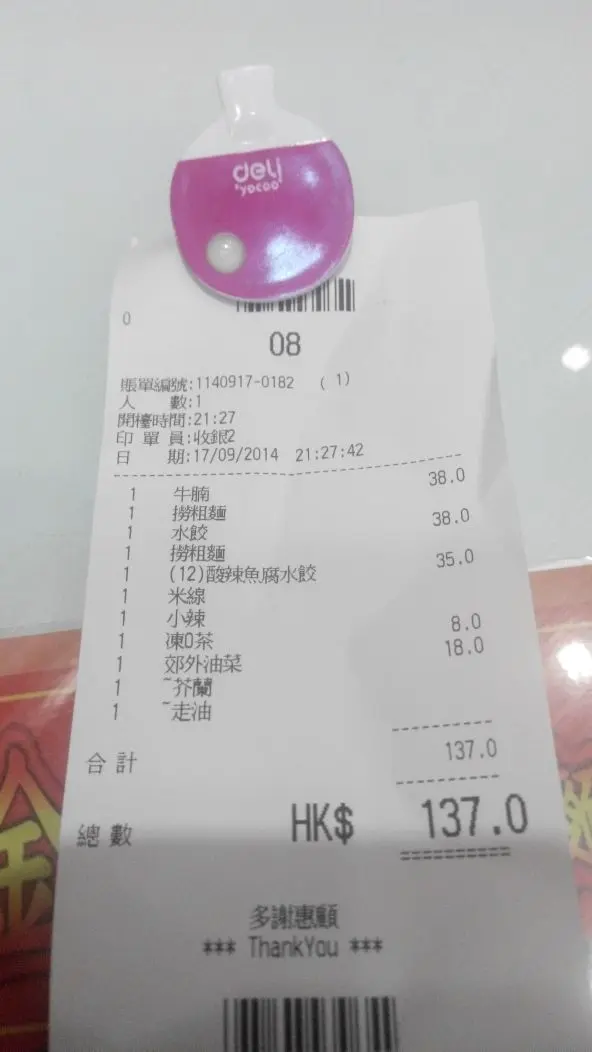 deli
"yocoo"
0
08
賬單編號:1140917-0182 ( 1)
人 數:1
開檯時間:21:27
印 單 員:收銀2
日 期:17/09/2014 21:27:42
1 牛腩 38.0
1 撈粗麵
1 水餃 38.0
1 撈粗麵
1 (12)酸辣魚腐水餃 35.0
1 米線
1 小辣
1 凍0茶 8.0
1 郊外油菜 18.0
1 ~芥蘭
1 ~走油
合計 137.0
總數 HK$ 137.0
多謝惠顧
*** ThankYou ***